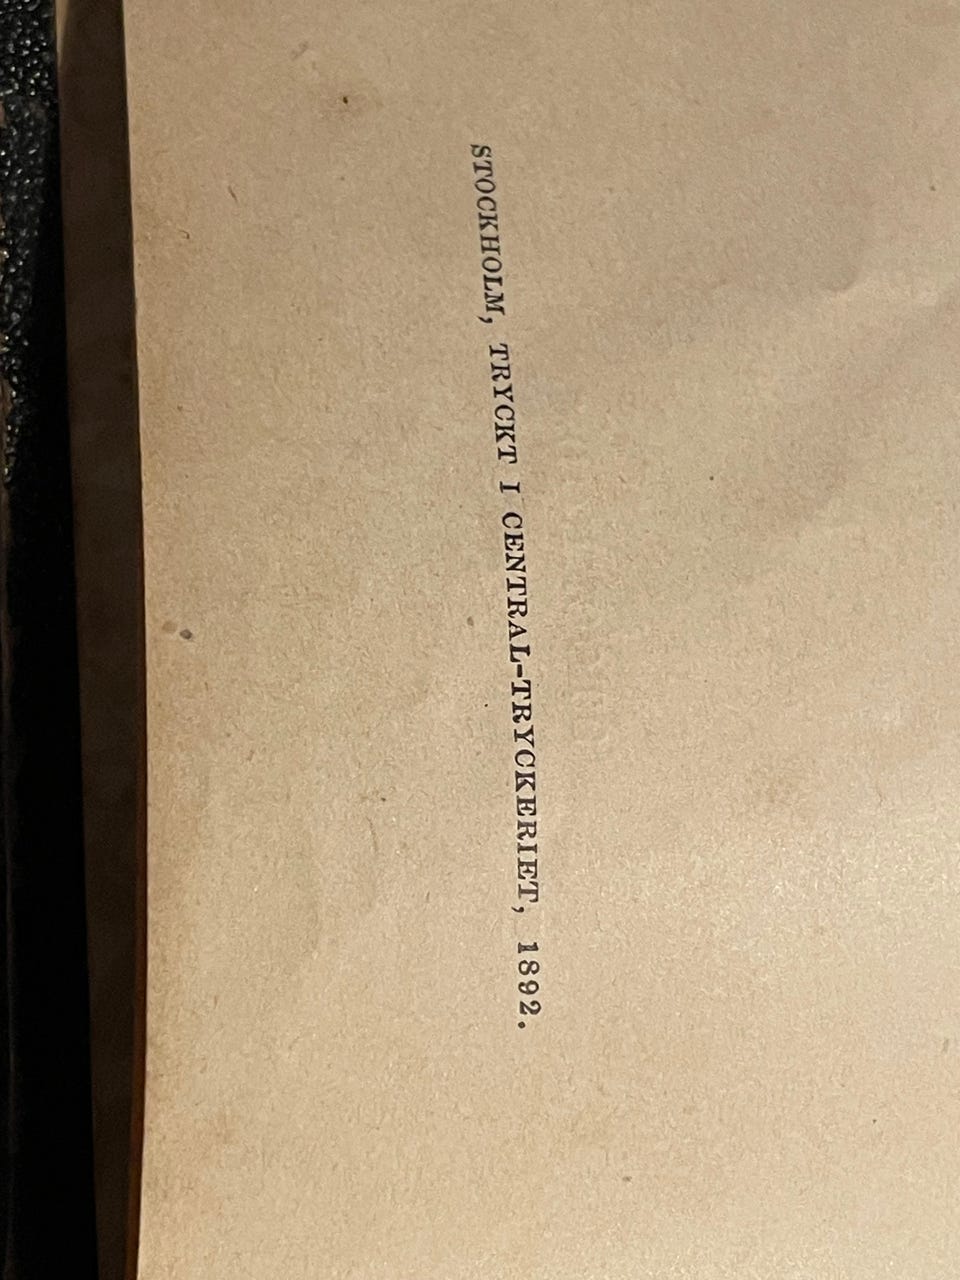 STOCKHOLM, TRYCKT I CENTRAL-TRYCKERIET, 1892.